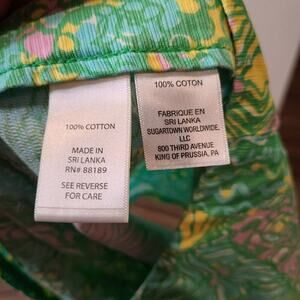 100% COTTON
MADE IN
SRI LANKA
RN# 88189
SEE REVERSE
FOR CARE
100% COTTON
FABRIQUE EN
SRI LANKA
SUGARTOWN WORLDWIDE,
LLC
800 THIRD AVENUE
KING OF PRUSSIA, PA